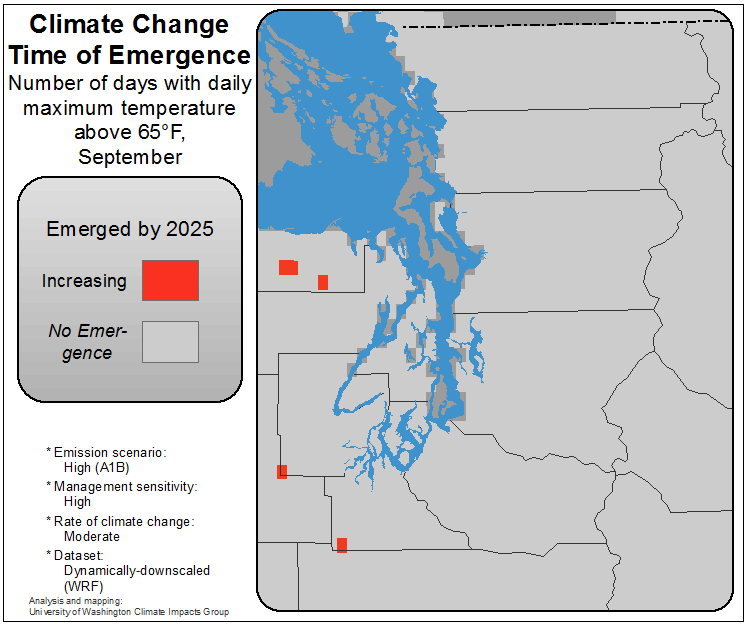 Climate Change
Time of Emergence
Number of days with daily
maximum temperature
above 65°F,
September
Emerged by 2025
Increasing
No Emer-
gence
* Emission scenario:
High (A1B)
* Management sensitivity:
High
* Rate of climate change:
Moderate
* Dataset:
Dynamically-downscaled
(WRF)
Analysis and mapping:
University of Washington Climate Impacts Group